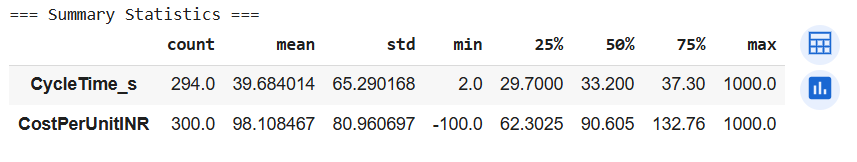 === Summary Statistics ===
count mean std min 25% 50% 75% max
CycleTime_s 294.0 39.684014 65.290168 2.0 29.7000 33.200 37.30 1000.0
CostPerUnitINR 300.0 98.108467 80.960697 -100.0 62.3025 90.605 132.76 1000.0